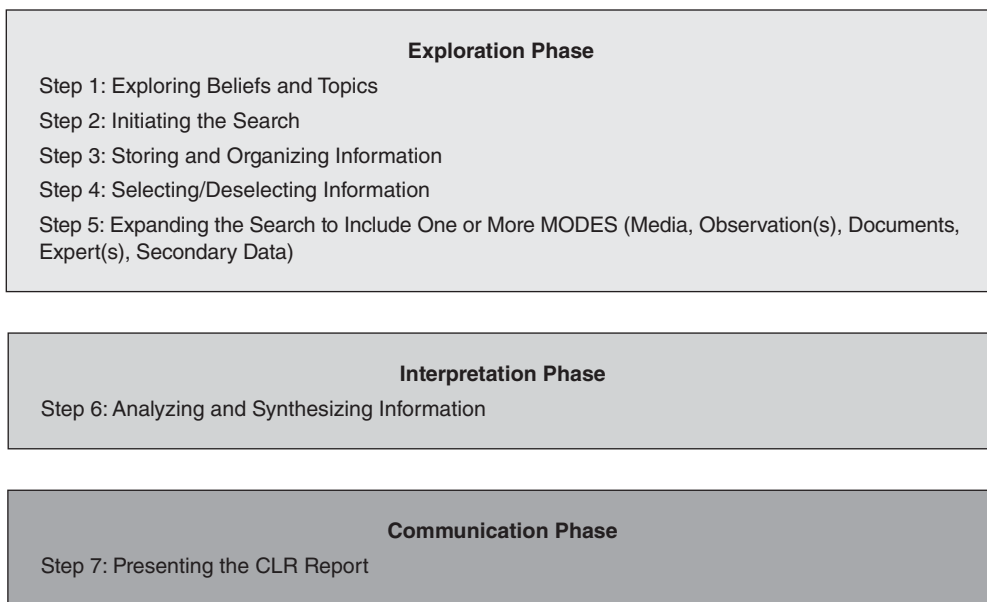 Exploration Phase
Step 1: Exploring Beliefs and Topics
Step 2: Initiating the Search
Step 3: Storing and Organizing Information
Step 4: Selecting/Deselecting Information
Step 5: Expanding the Search to Include One or More MODES (Media, Observation(s), Documents,
Expert(s), Secondary Data)
Interpretation Phase
Step 6: Analyzing and Synthesizing Information
Communication Phase
Step 7: Presenting the CLR Report